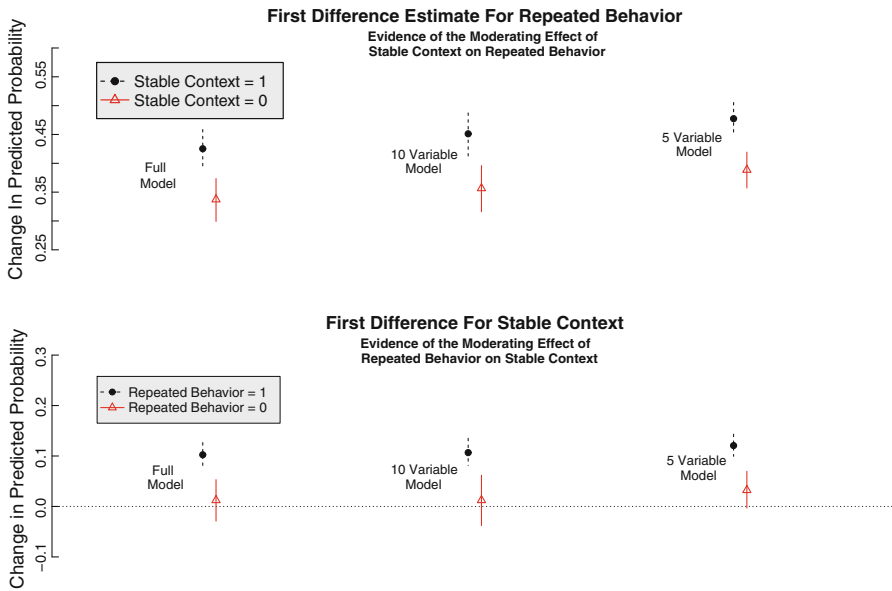 First Difference Estimate For Repeated Behavior
Evidence of the Moderating Effect of
Stable Context on Repeated Behavior
Change In Predicted Probability
0.55
0.45
0.35
0.25
Stable Context = 1
Stable Context = 0
Full
Model
10 Variable
Model
5 Variable
Model
First Difference For Stable Context
Evidence of the Moderating Effect of
Repeated Behavior on Stable Context
Change in Predicted Probability
0.3
0.2
0.1
0.0
−0.1
Repeated Behavior = 1
Repeated Behavior = 0
Full
Model
10 Variable
Model
5 Variable
Model